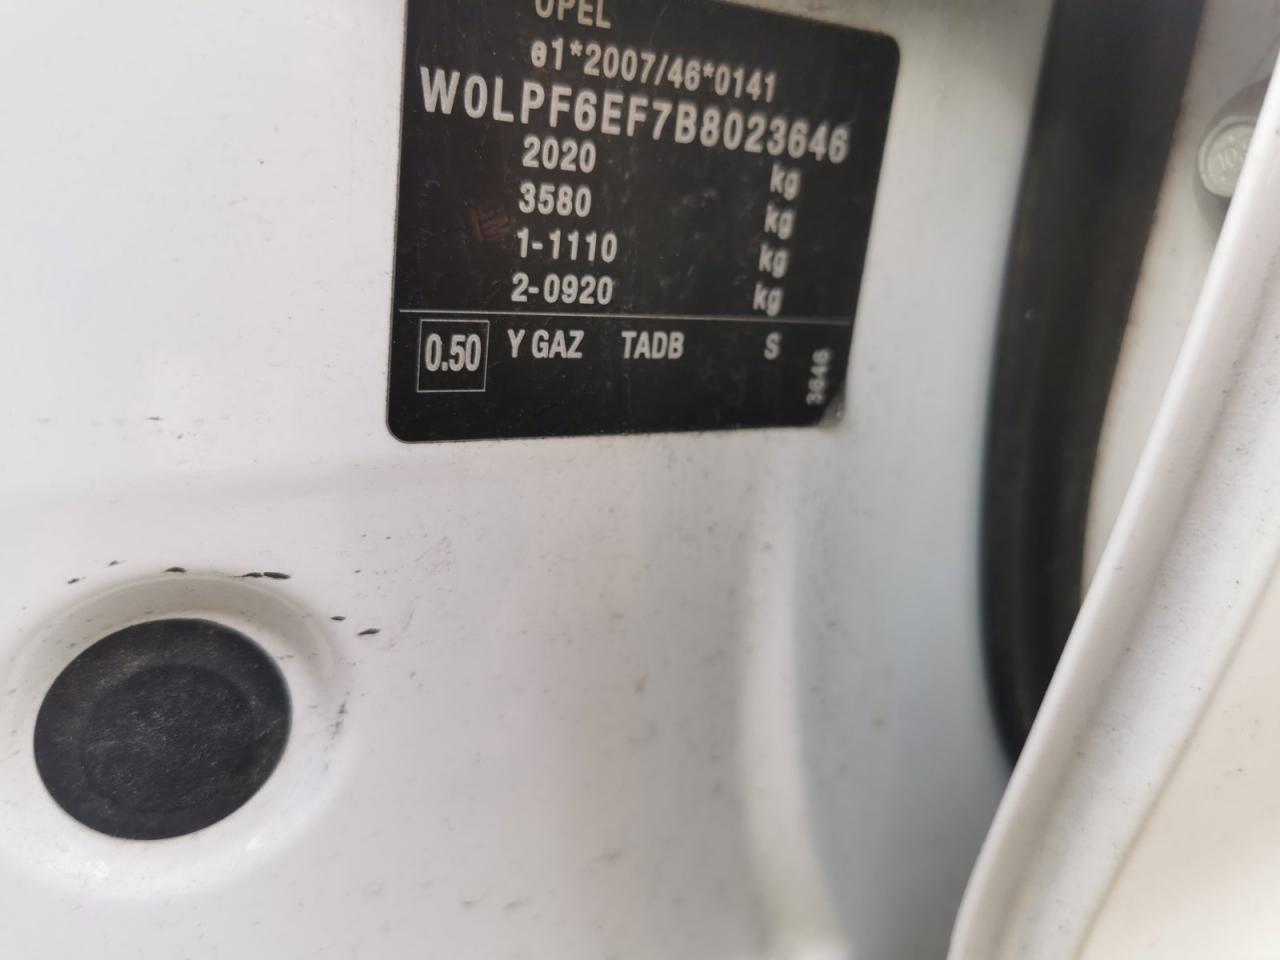 OPEL
e1*2007/46*0141
W0LPF6EF7B8023646
2020 kg
3580 kg
1-1110 kg
2-0920 kg
0.50 Y GAZ TADB S
3646